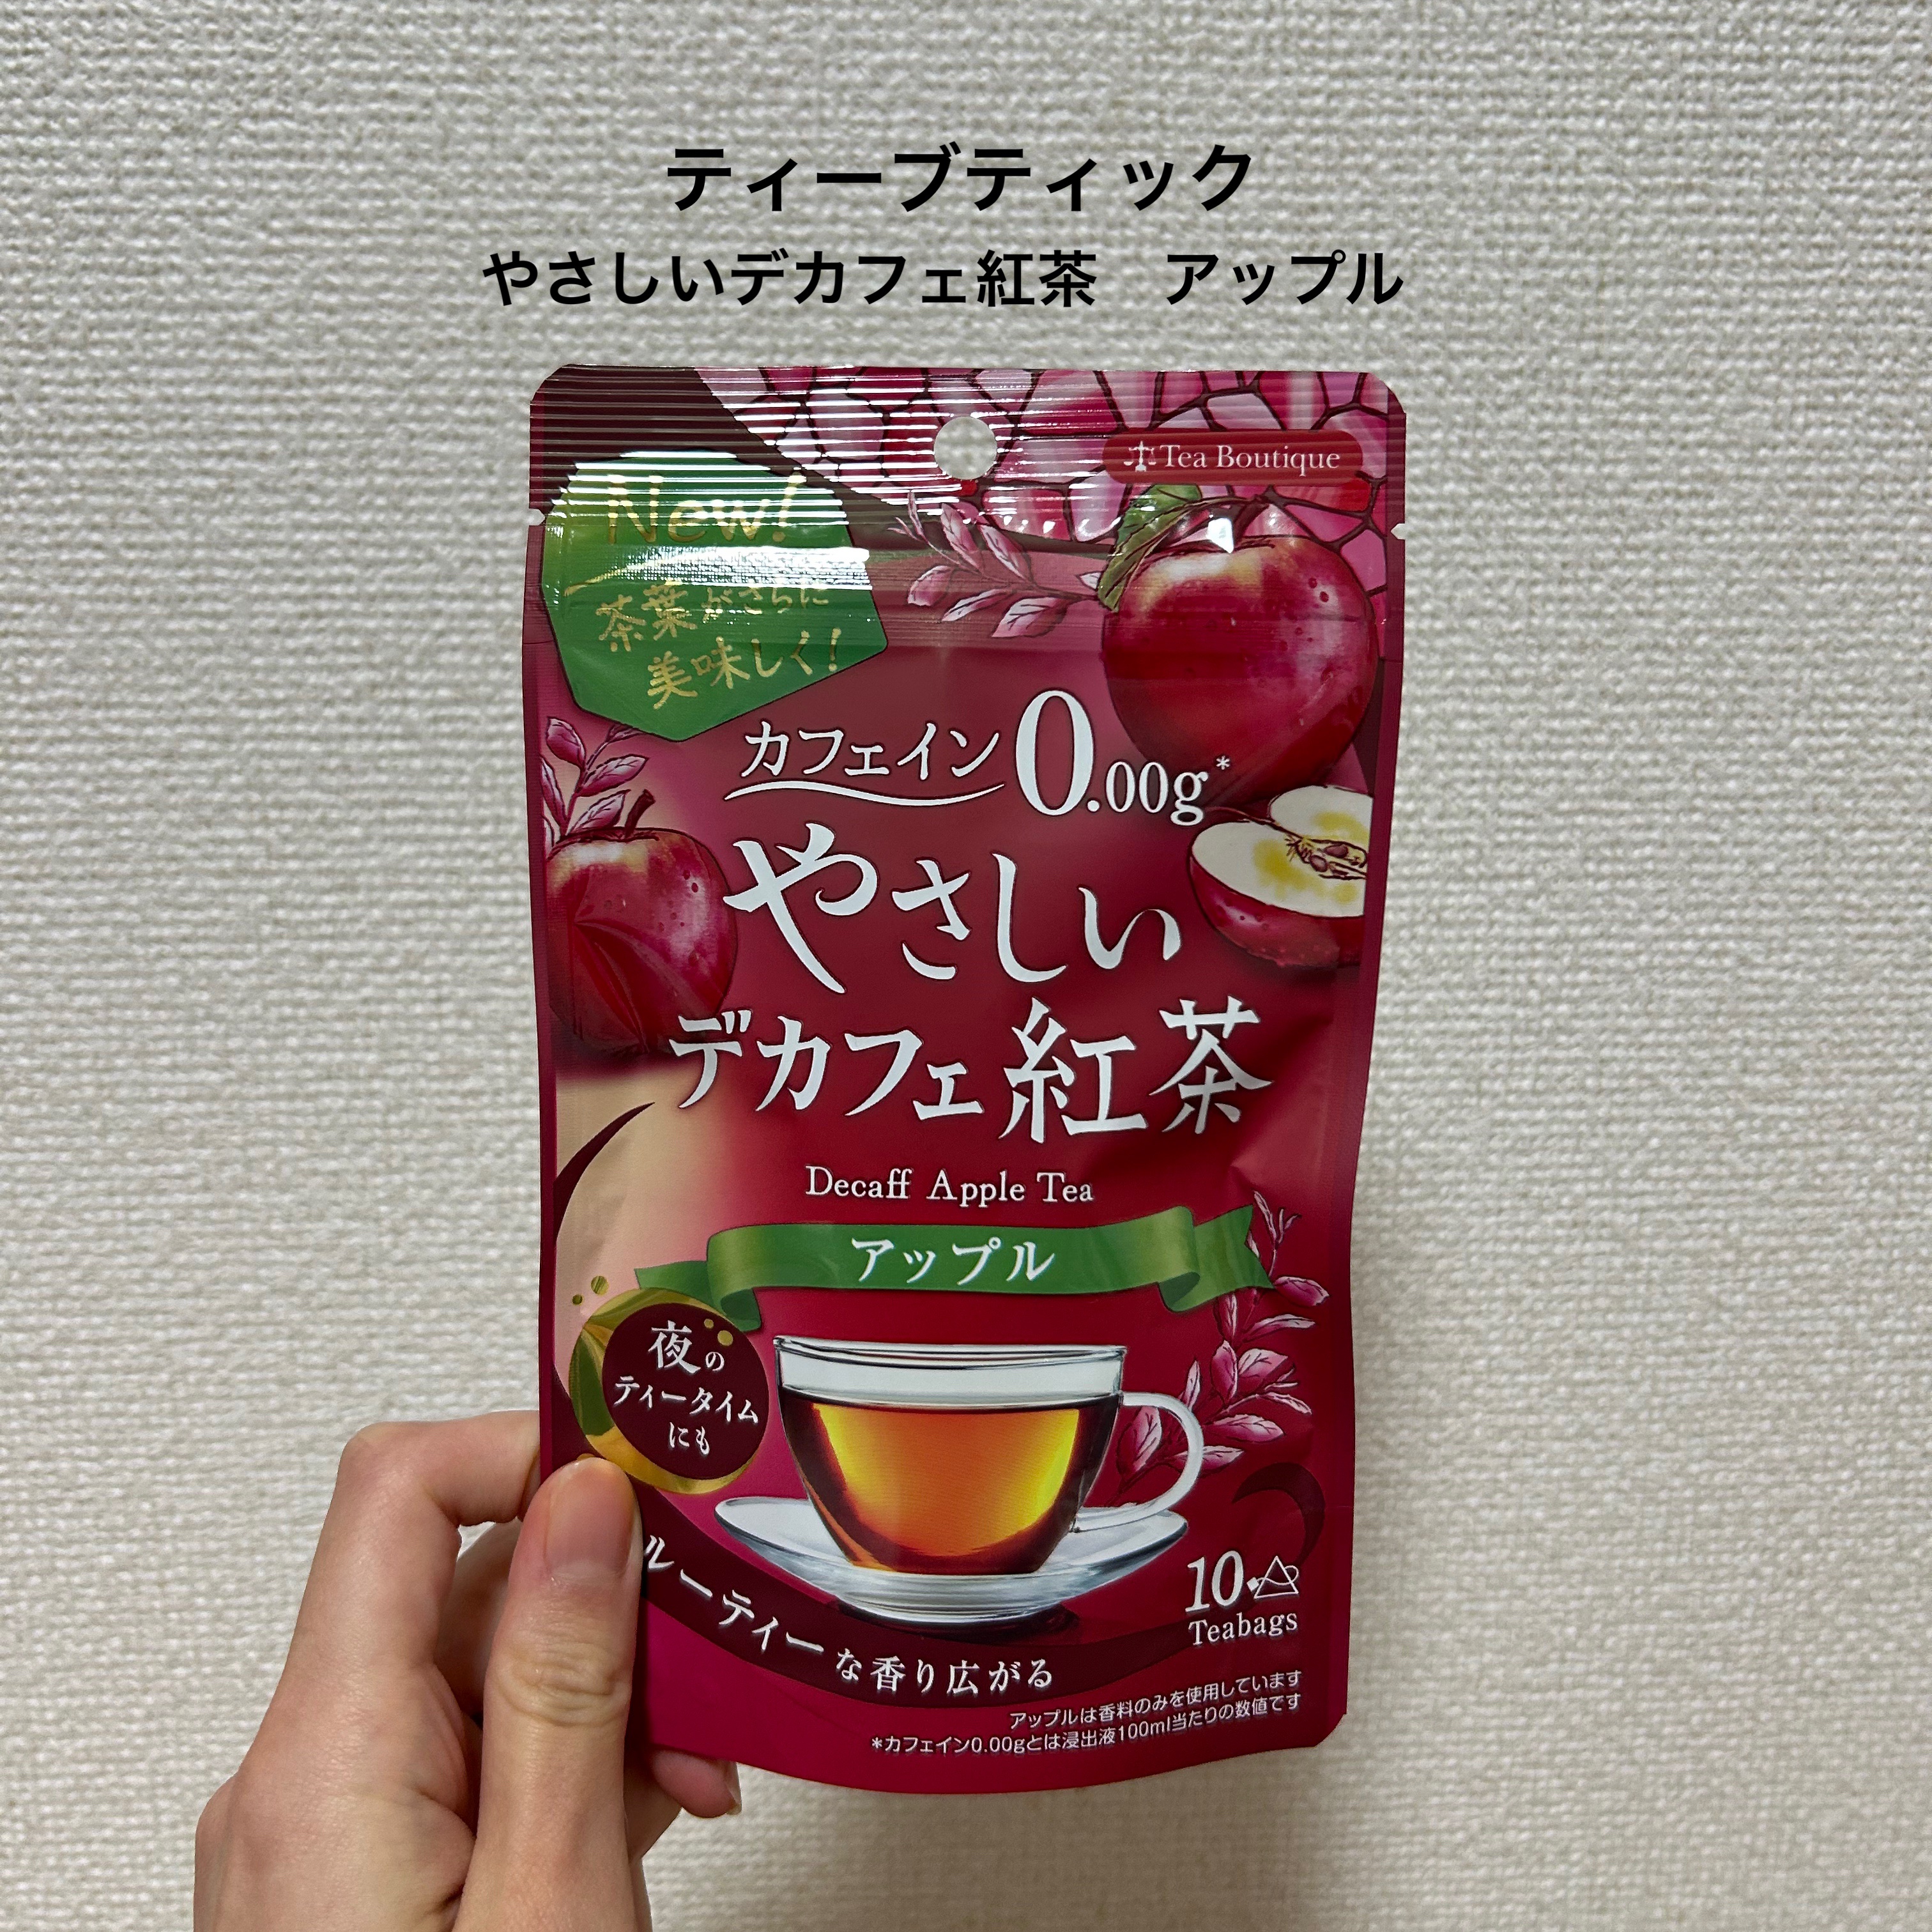 ティーブティック
やさしいデカフェ紅茶　アップル
Tea Boutique
New!
茶葉がさらに
美味しく!
カフェイン0.00g*
やさしい
デカフェ紅茶
Decaff Apple Tea
アップル
夜の
ティータイム
にも
ルーティーな香り広がる
10
Teabags
アップルは香料のみを使用しています
*カフェイン0.00gとは浸出液100ml当たりの数値です